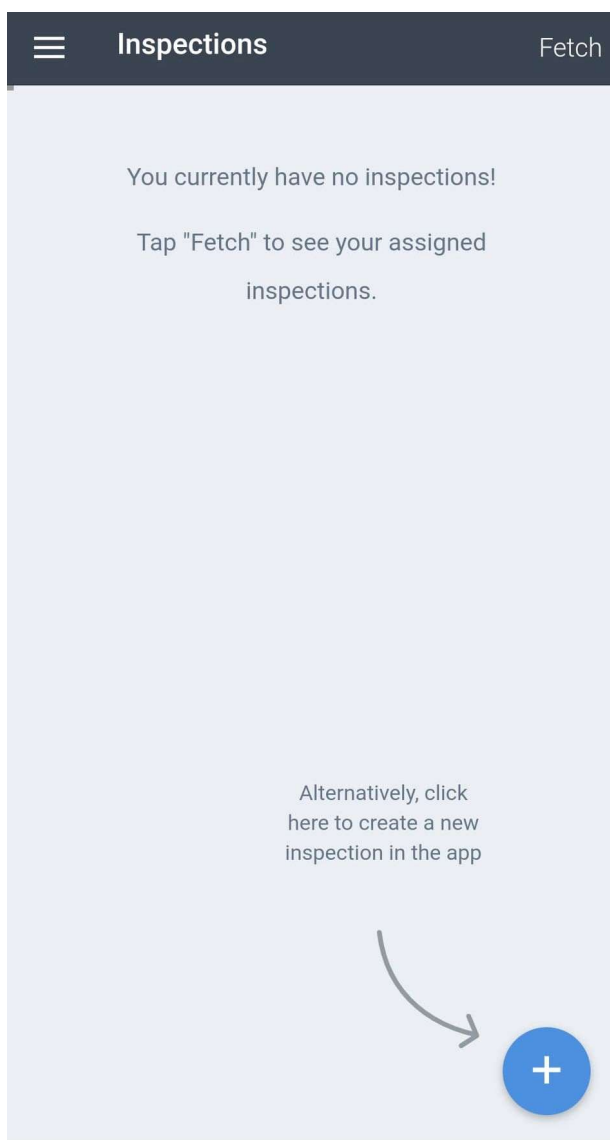 Inspections
Fetch
You currently have no inspections!
Tap "Fetch" to see your assigned
inspections.
Alternatively, click
here to create a new
inspection in the app
+